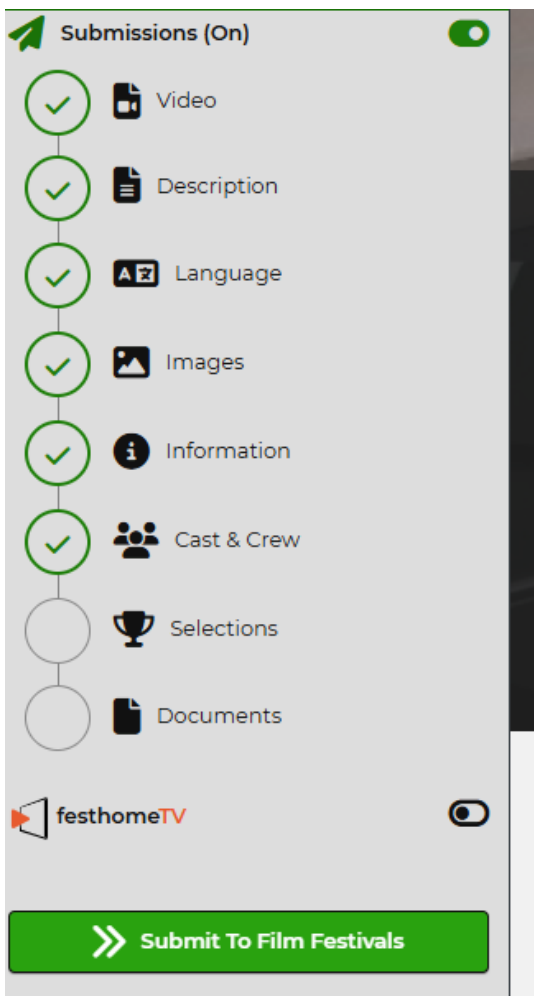 Submissions (On)
Video
Description
Language
Images
Information
Cast & Crew
Selections
Documents
festhomeTV
Submit To Film Festivals